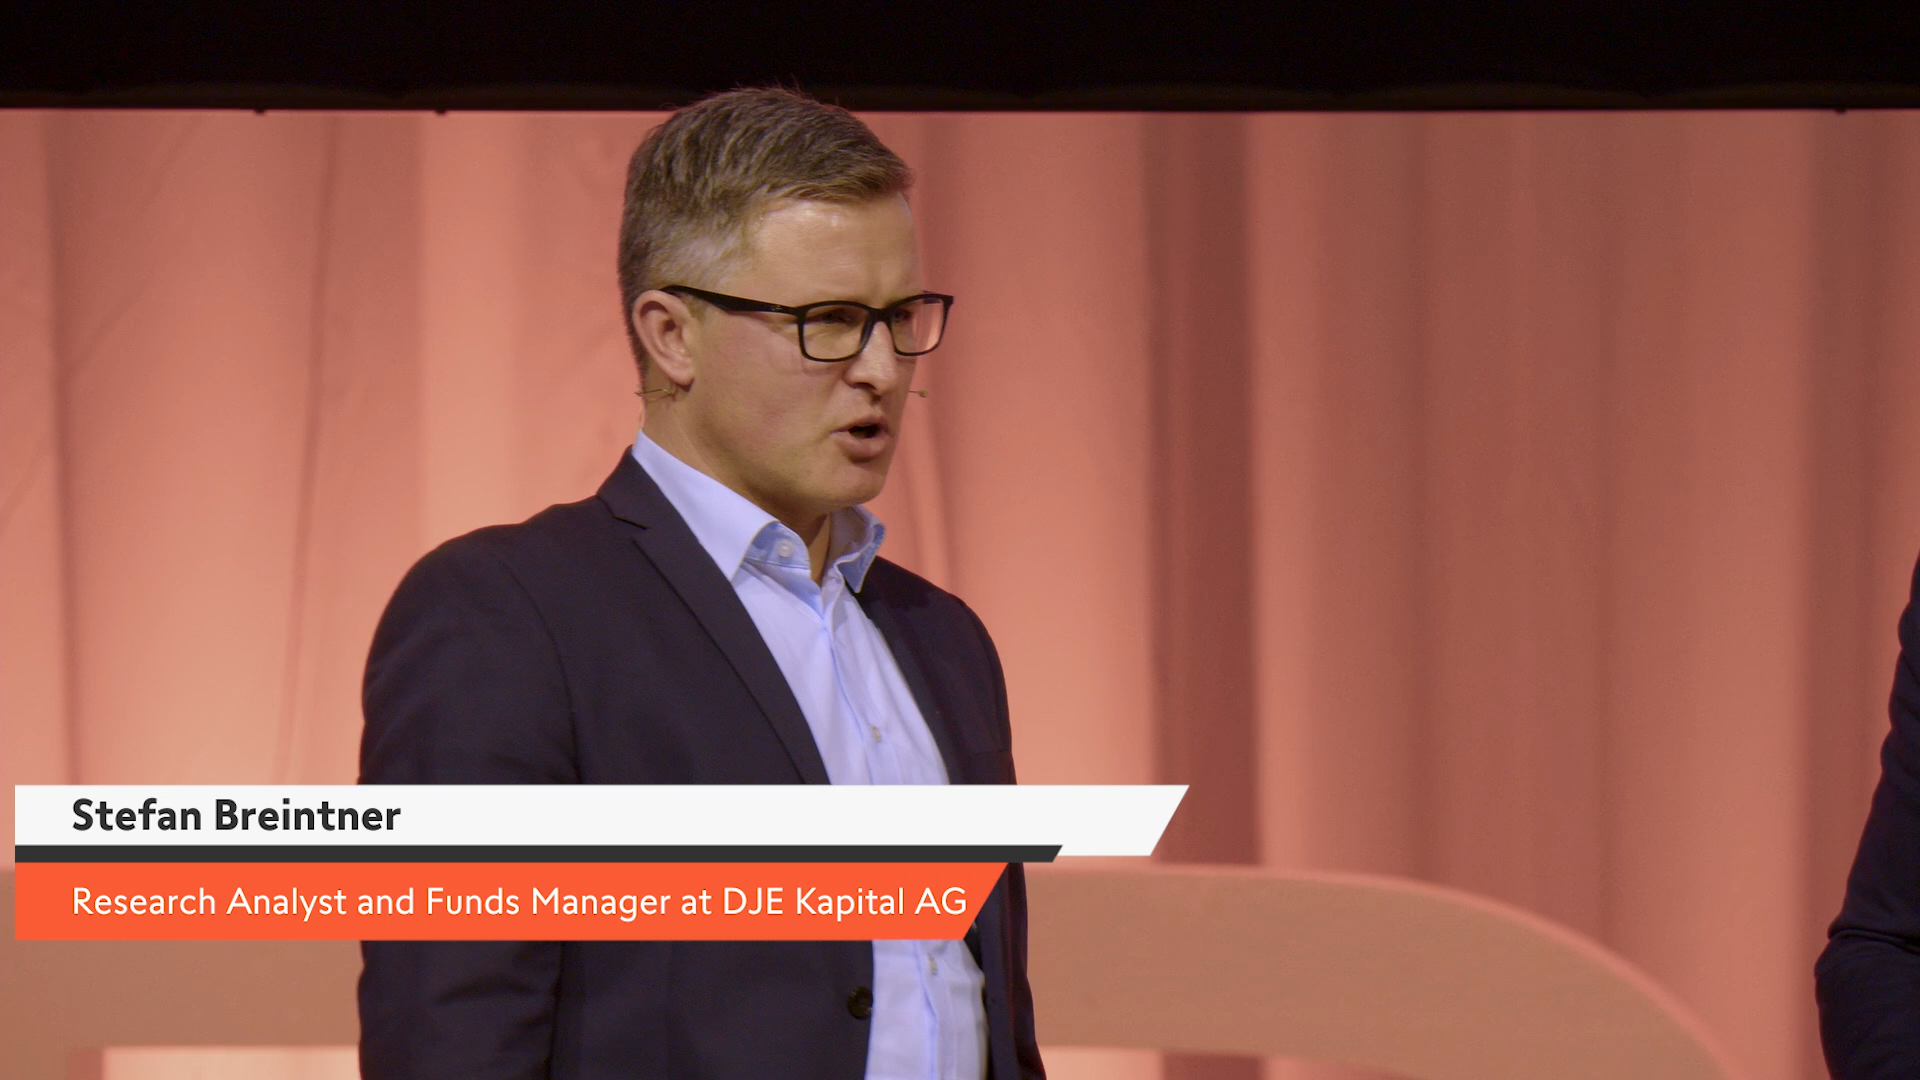 Stefan Breintner
Research Analyst and Funds Manager at DJE Kapital AG